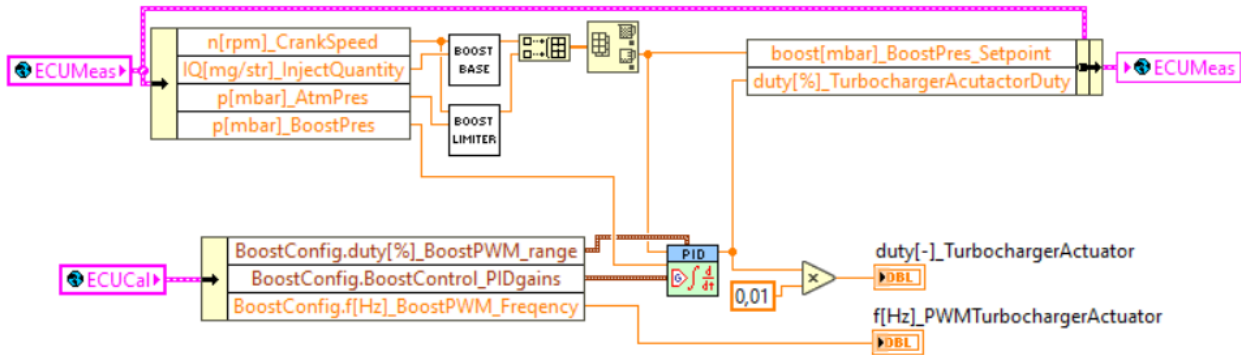 ECUMeas
n[rpm]_CrankSpeed
IQ[mg/str]_InjectQuantity
p[mbar]_AtmPres
p[mbar]_BoostPres
BOOST
BASE
BOOST
LIMITER
boost[mbar]_BoostPres_Setpoint
duty[%]_TurbochargerAcutactorDuty
ECUMeas
ECUCal
BoostConfig.duty[%]_BoostPWM_range
BoostConfig.BoostControl_PIDgains
BoostConfig.f[Hz]_BoostPWM_Freqency
PID
G
d
dt
0,01
duty[-]_TurbochargerActuator
DBL
f[Hz]_PWMTurbochargerActuator
DBL